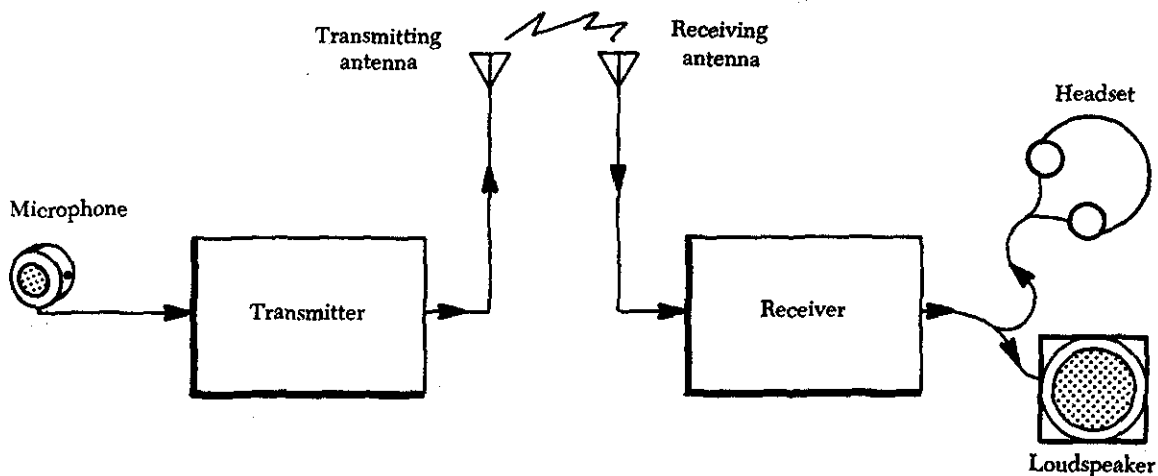 Transmitting
antenna
Receiving
antenna
Headset
Microphone
Transmitter
Receiver
Loudspeaker